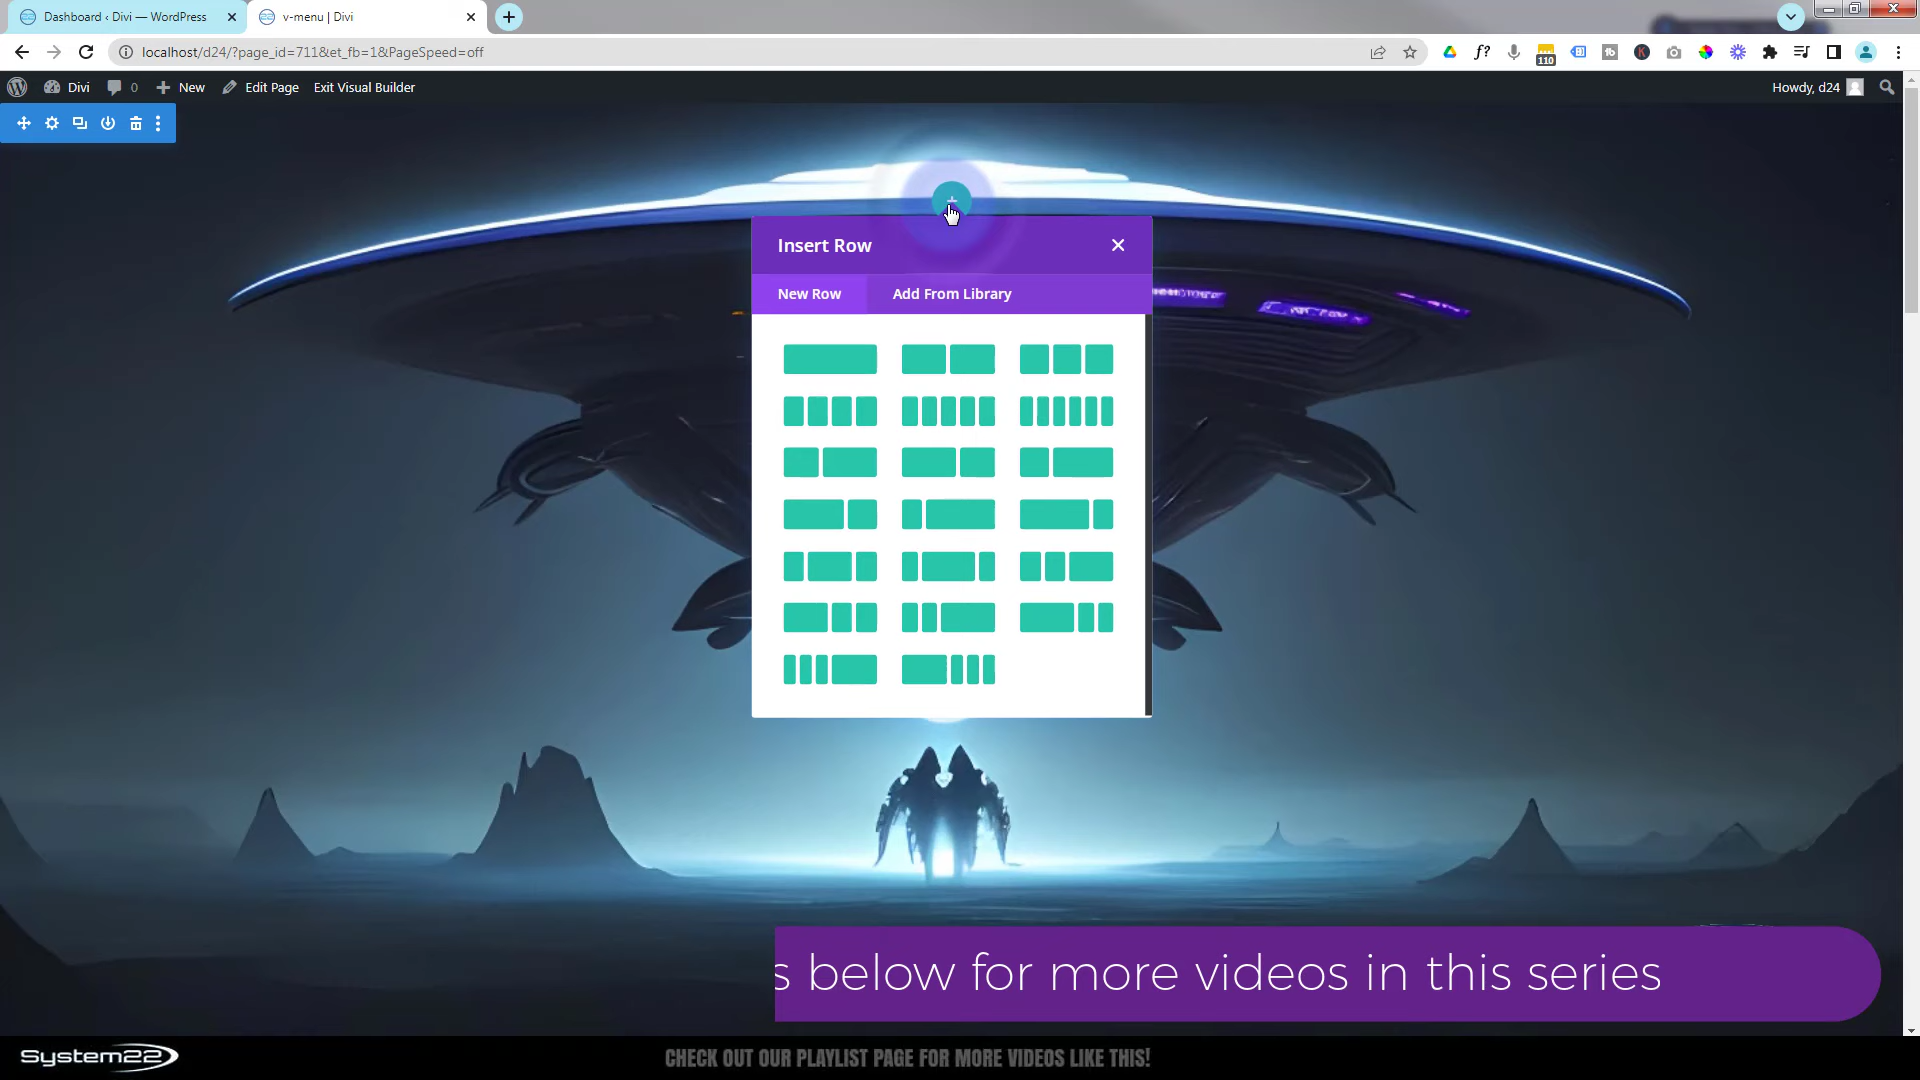 Dashboard ‹ Divi — WordPress
v-menu | Divi
localhost/d24/?page_id=711&et_fb=1&PageSpeed=off
f?
110
Divi
0
New
Edit Page
Exit Visual Builder
Howdy, d24
Insert Row
New Row
Add From Library
s below for more videos in this series
System22
CHECK OUT OUR PLAYLIST PAGE FOR MORE VIDEOS LIKE THIS!